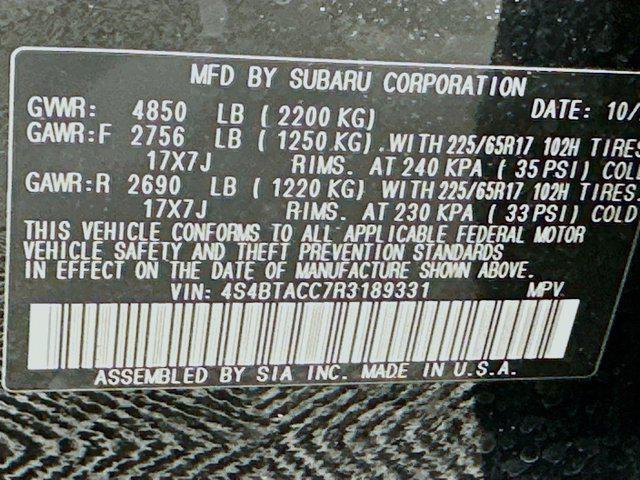 MFD BY SUBARU CORPORATION
GVWR: 4850 LB (2200 KG) DATE: 10/
GAWR:F 2756 LB (1250 KG). WITH 225/65R17 102H TIRES
17X7J RIMS. AT 240 KPA (35 PSI) COLD
GAWR:R 2690 LB (1220 KG) WITH 225/65R17 102H TIRES.
17X7J RIMS. AT 230 KPA (33 PSI) COLD
THIS VEHICLE CONFORMS TO ALL APPLICABLE FEDERAL MOTOR
VEHICLE SAFETY AND THEFT PREVENTION STANDARDS
IN EFFECT ON THE DATE OF MANUFACTURE SHOWN ABOVE.
VIN: 4S4BTACC7R3189331 MPV.
ASSEMBLED BY SIA INC. MADE IN U.S.A.